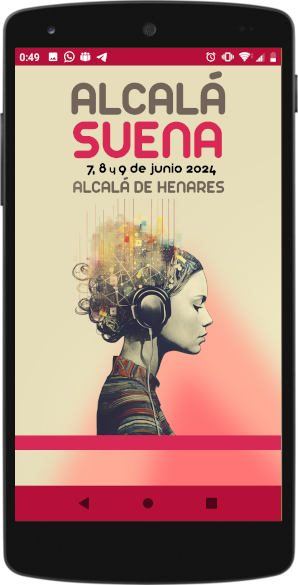 0:49
ALCALÁ
SUENA
7, 8 y 9 de junio 2024
ALCALÁ DE HENARES